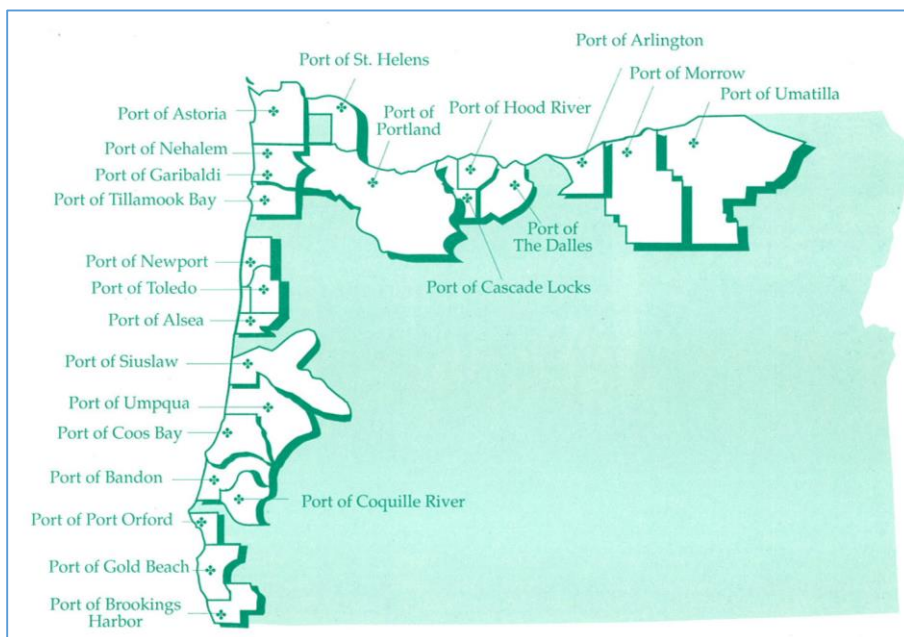 Port of St. Helens
Port of Astoria
Port of
Portland
Port of Hood River
Port of Arlington
Port of Morrow
Port of Umatilla
Port of Nehalem
Port of Garibaldi
Port of Tillamook Bay
Port of
The Dalles
Port of Cascade Locks
Port of Newport
Port of Toledo
Port of Alsea
Port of Siuslaw
Port of Umpqua
Port of Coos Bay
Port of Bandon
Port of Coquille River
Port of Port Orford
Port of Gold Beach
Port of Brookings
Harbor